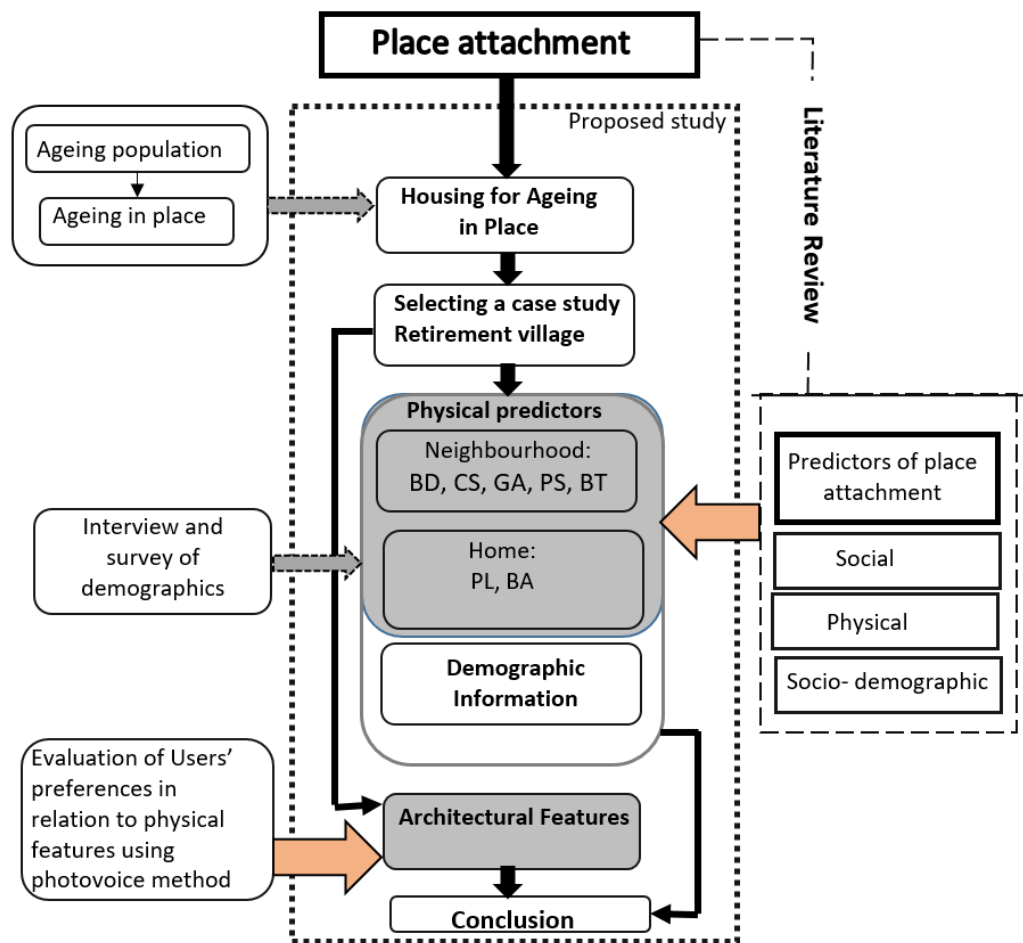 Place attachment
Proposed study
Literature Review
Ageing population
Ageing in place
Housing for Ageing
in Place
Selecting a case study
Retirement village
Physical predictors
Neighbourhood:
BD, CS, GA, PS, BT
Home:
PL, BA
Demographic
Information
Interview and
survey of
demographics
Predictors of place
attachment
Social
Physical
Socio- demographic
Evaluation of Users’
preferences in
relation to physical
features using
photovoice method
Architectural Features
Conclusion